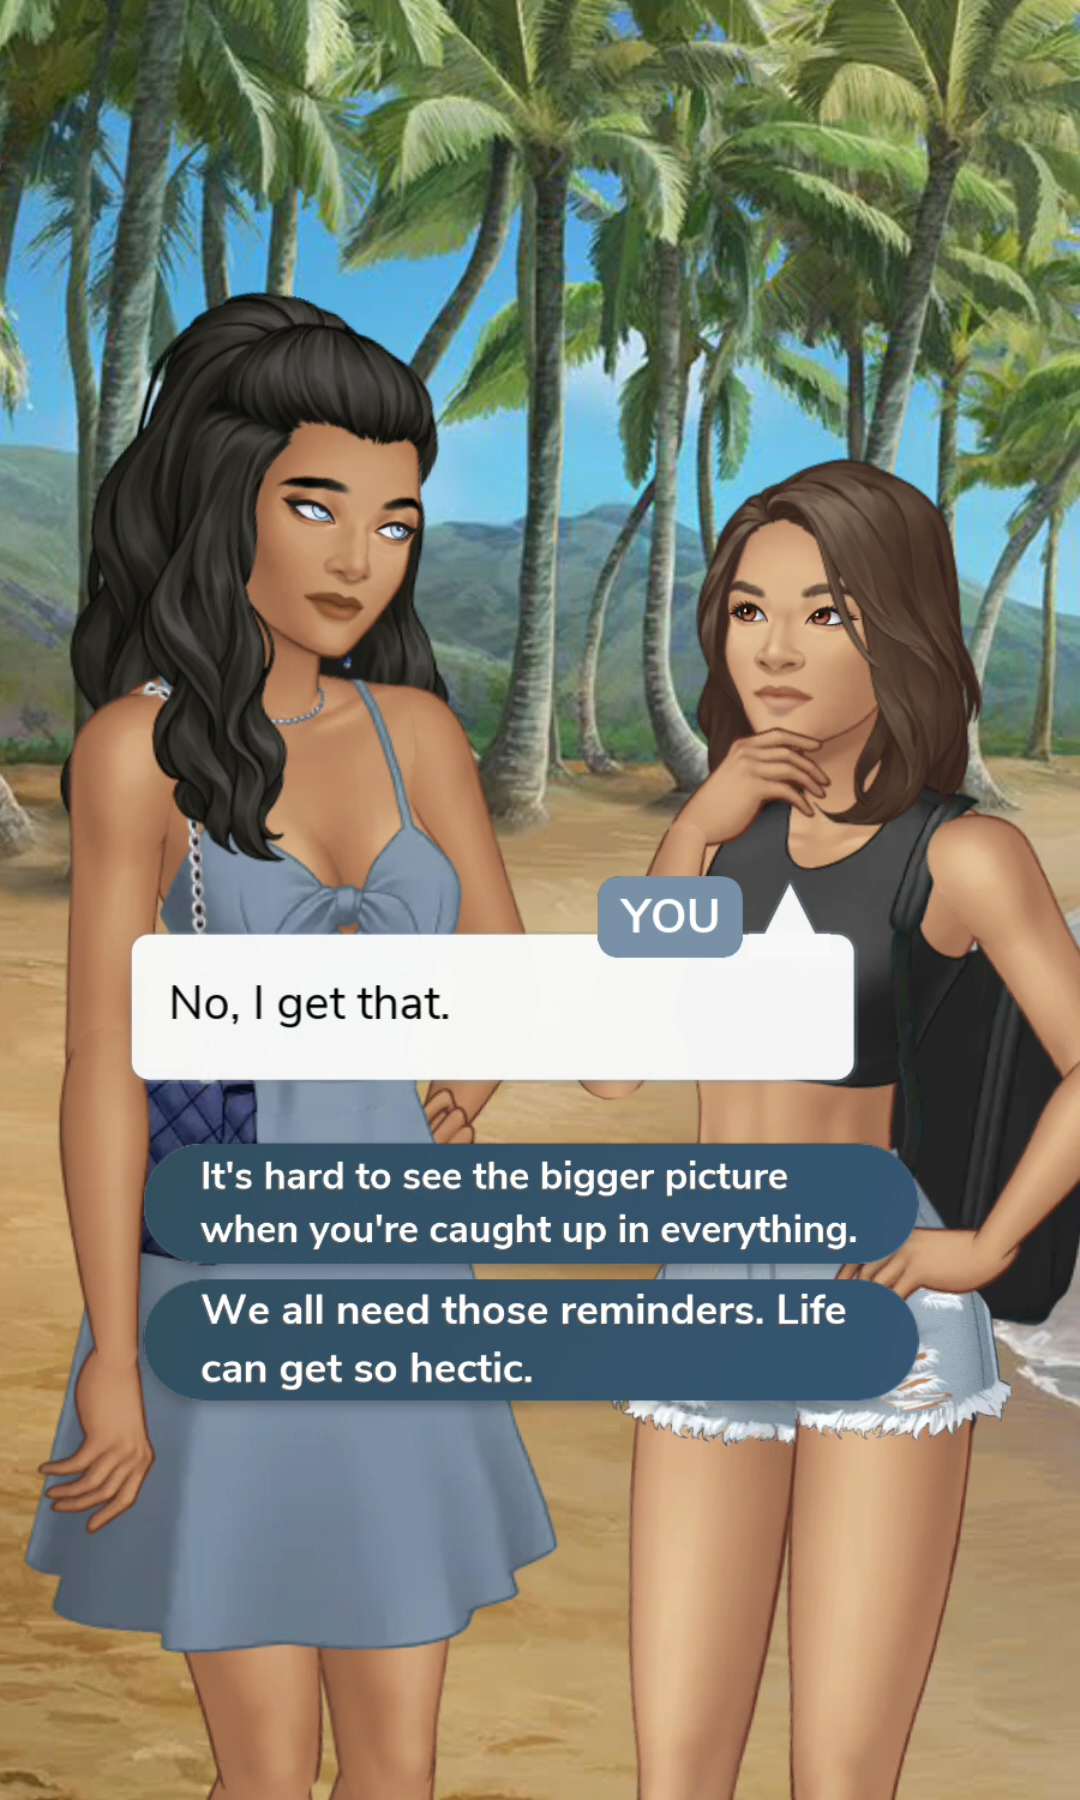 YOU
No, I get that.
It's hard to see the bigger picture
when you're caught up in everything.
We all need those reminders. Life
can get so hectic.